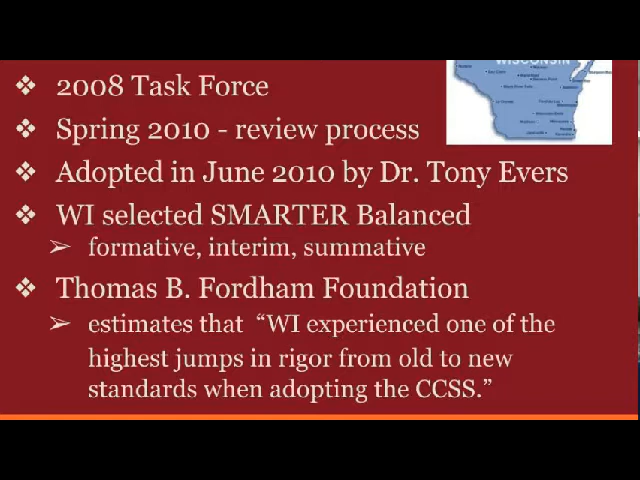 WISCONSIN
❖ 2008 Task Force
❖ Spring 2010 - review process
❖ Adopted in June 2010 by Dr. Tony Evers
❖ WI selected SMARTER Balanced
➢ formative, interim, summative
❖ Thomas B. Fordham Foundation
➢ estimates that “WI experienced one of the
highest jumps in rigor from old to new
standards when adopting the CCSS.”